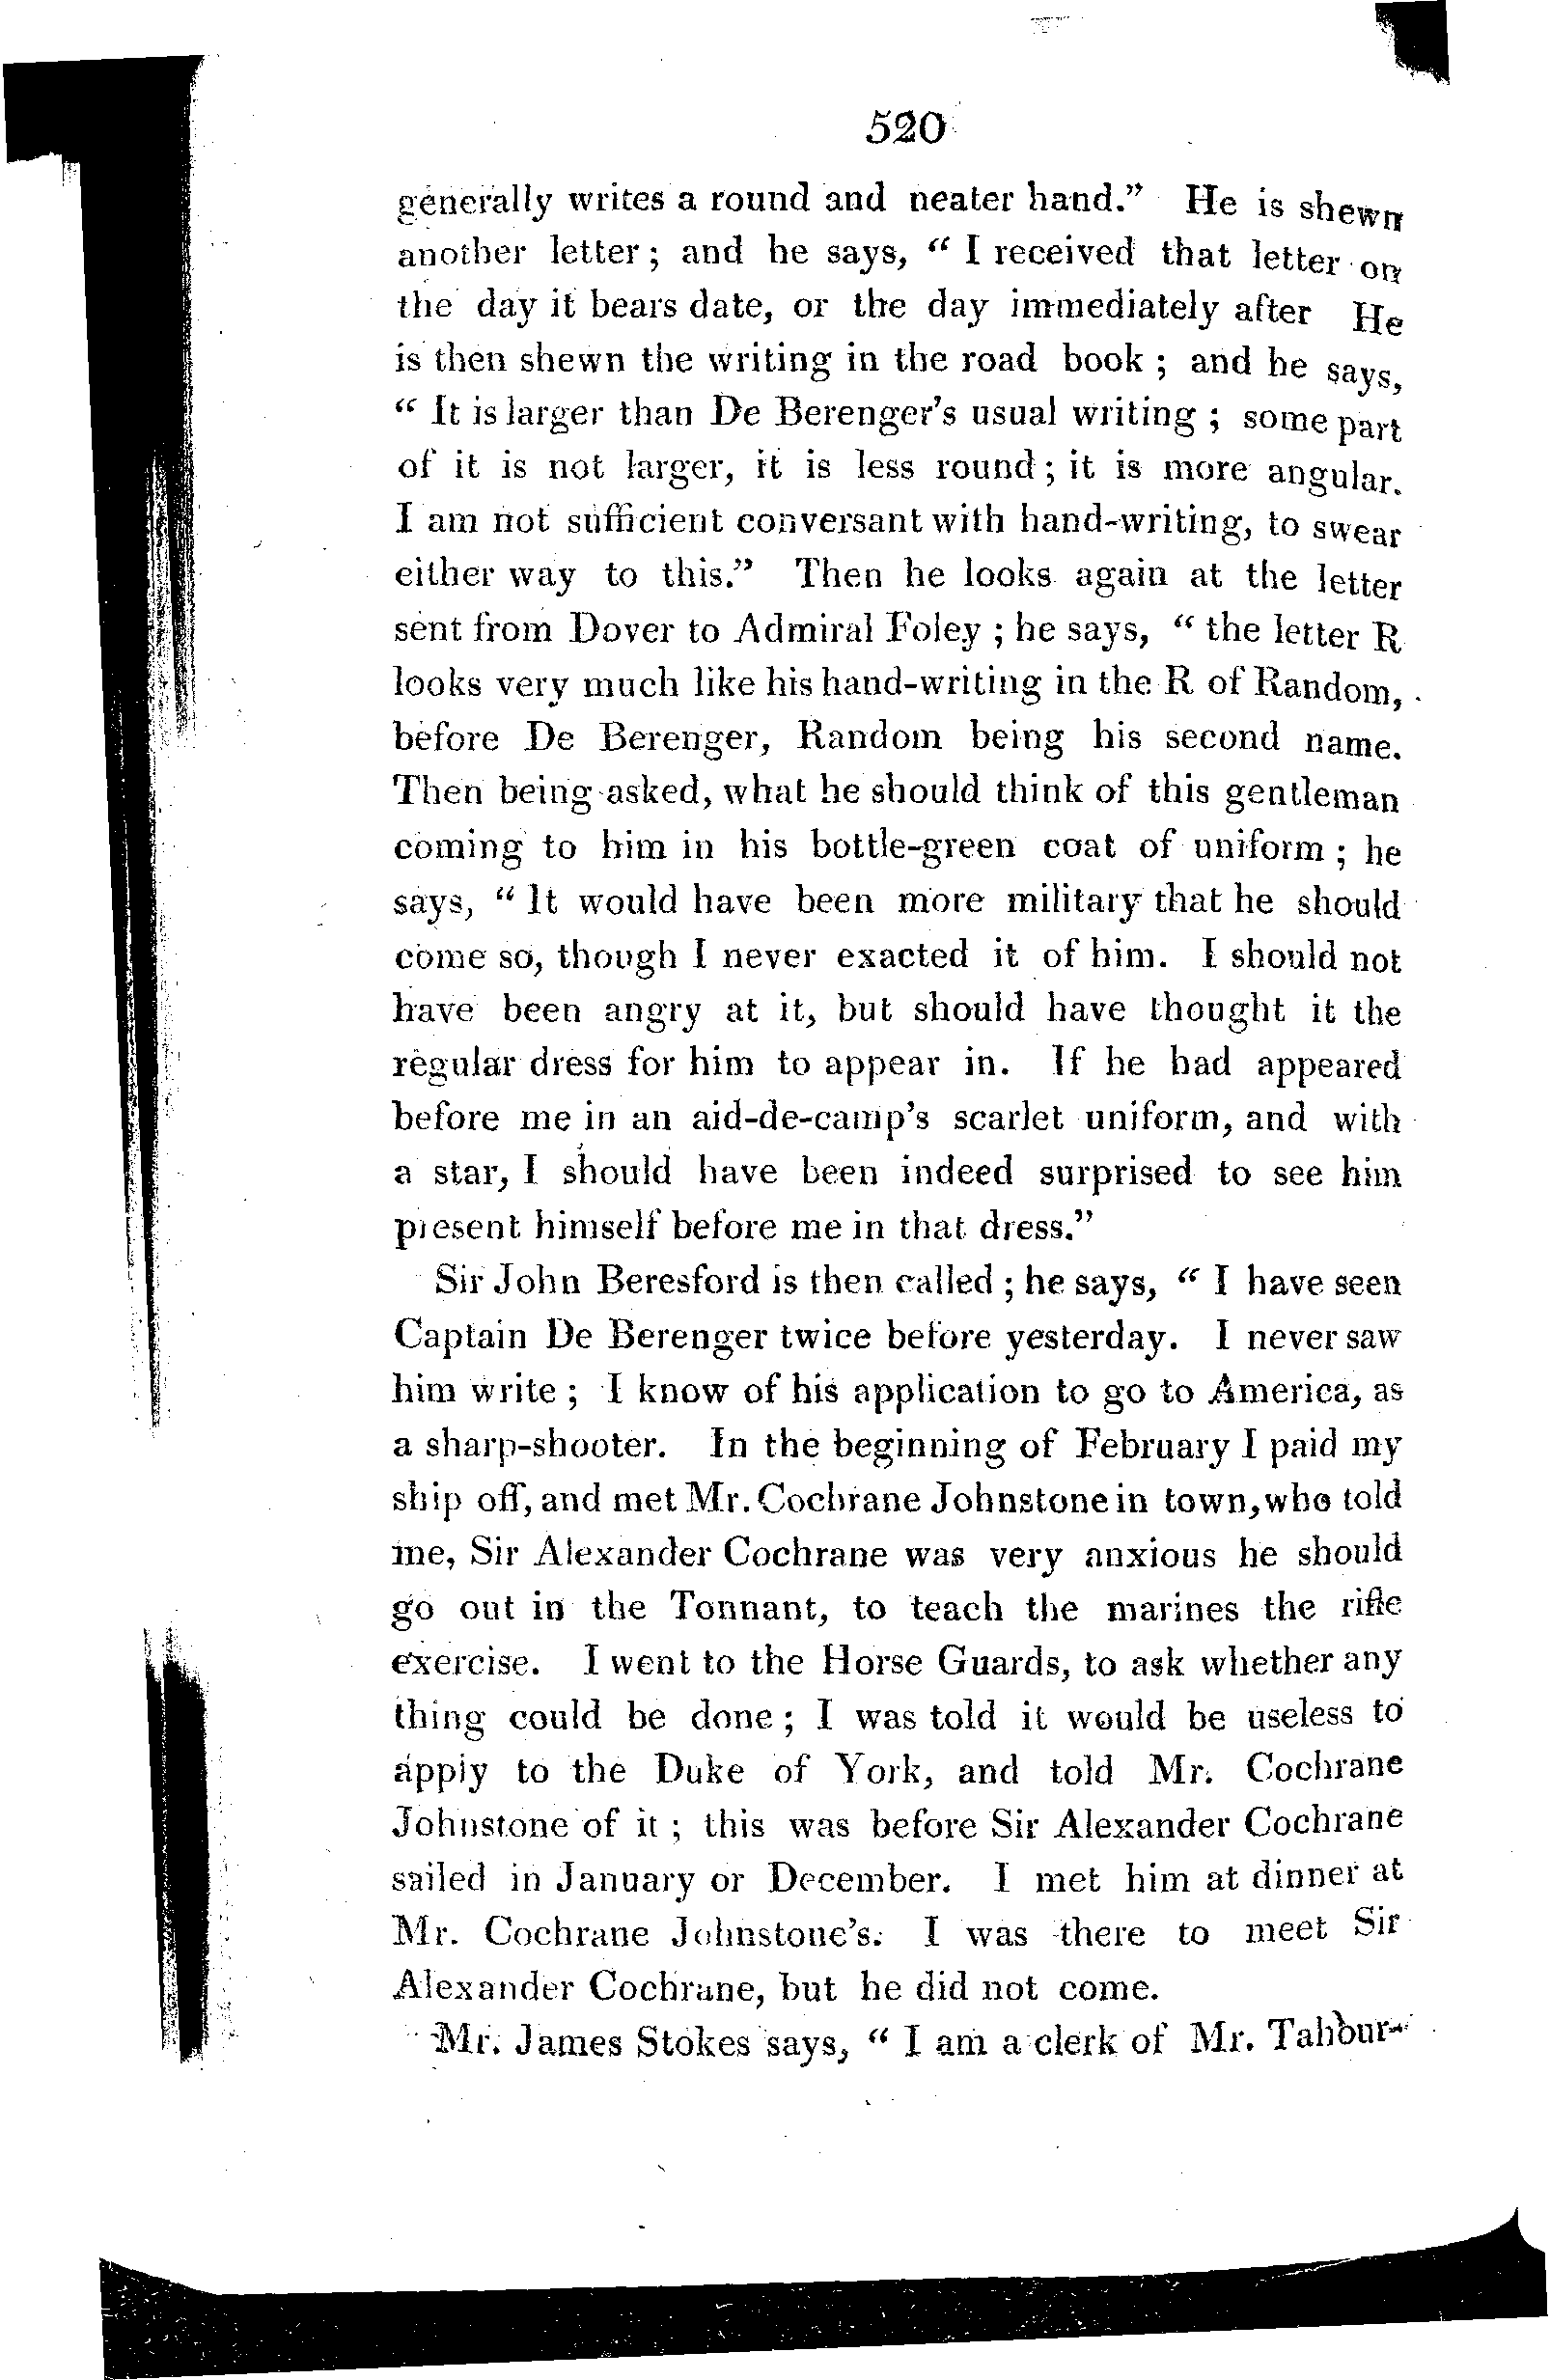 520
generally writes a round and neater hand.” He is shewn
another letter; and he says, “ I received that letter on
the day it bears date, or the day immediately after He
is then shewn the writing in the road book ; and he says,
“ It is larger than De Berenger’s usual writing ; some part
of it is not larger, it is less round ; it is more angular.
I am not sufficient conversant with hand-writing, to swear
either way to this.” Then he looks again at the letter
sent from Dover to Admiral Foley ; he says, “ the letter R
looks very much like his hand-writing in the R of Random,
before De Berenger, Random being his second name.
Then being asked, what he should think of this gentleman
coming to him in his bottle-green coat of uniform ; he
says, “ It would have been more military that he should
come so, though I never exacted it of him. I should not
have been angry at it, but should have thought it the
regular dress for him to appear in. If he had appeared
before me in an aid-de-camp’s scarlet uniform, and with
a star, I should have been indeed surprised to see him
present himself before me in that dress.”
Sir John Beresford is then called ; he says, “ I have seen
Captain De Berenger twice before yesterday. I never saw
him write ; I know of his application to go to America, as
a sharp-shooter. In the beginning of February I paid my
ship off, and met Mr. Cochrane Johnstone in town, who told
me, Sir Alexander Cochrane was very anxious he should
go out in the Tonnant, to teach the marines the rifle
exercise. I went to the Horse Guards, to ask whether any
thing could be done ; I was told it would be useless to
apply to the Duke of York, and told Mr. Cochrane
Johnstone of it ; this was before Sir Alexander Cochrane
sailed in January or December. I met him at dinner at
Mr. Cochrane Johnstone’s. I was there to meet Sir
Alexander Cochrane, but he did not come.
Mr. James Stokes says, “ I am a clerk of Mr. Tahbur-